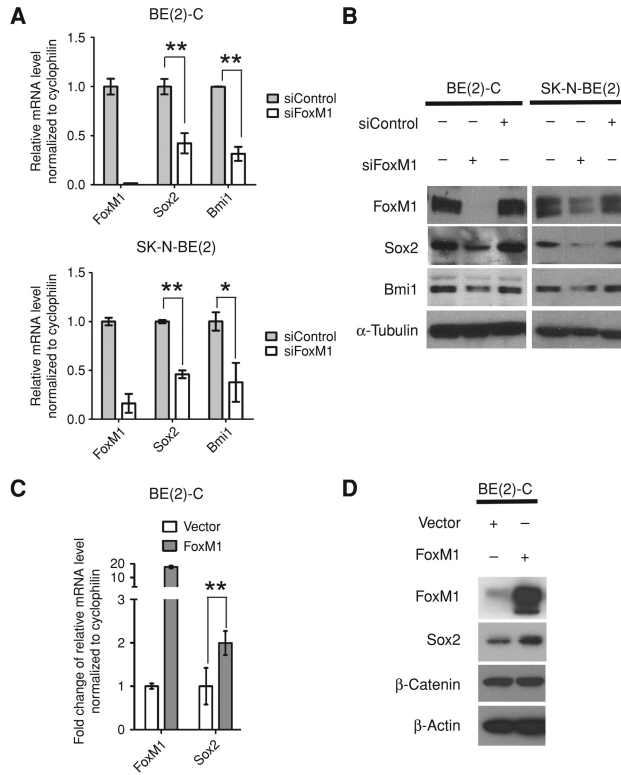 A
BE(2)-C
Relative mRNA level
normalized to cyclophilin
1.5
1.0
0.5
0.0
**
**
siControl
siFoxM1
FoxM1
Sox2
Bmi1
SK-N-BE(2)
Relative mRNA level
normalized to cyclophilin
1.5
1.0
0.5
0.0
**
*
siControl
siFoxM1
FoxM1
Sox2
Bmi1
B
BE(2)-C SK-N-BE(2)
siControl – – + – – +
siFoxM1 – + – – + –
FoxM1
Sox2
Bmi1
α-Tubulin
C
BE(2)-C
Vector
FoxM1
Fold change of relative mRNA level
normalized to cyclophilin
20
10
3
2
1
0
**
FoxM1
Sox2
D
BE(2)-C
Vector + –
FoxM1 – +
FoxM1
Sox2
β-Catenin
β-Actin